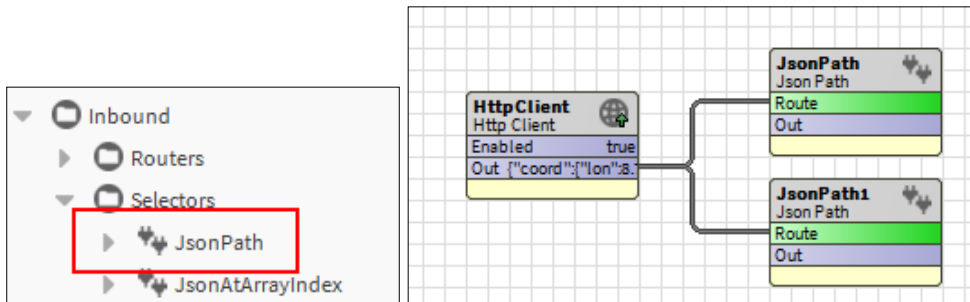 Inbound
Routers
Selectors
JsonPath
JsonAtArrayIndex
HttpClient
Http Client
Enabled true
Out {"coord":{"lon":8.
JsonPath
Json Path
Route
Out
JsonPath1
Json Path
Route
Out